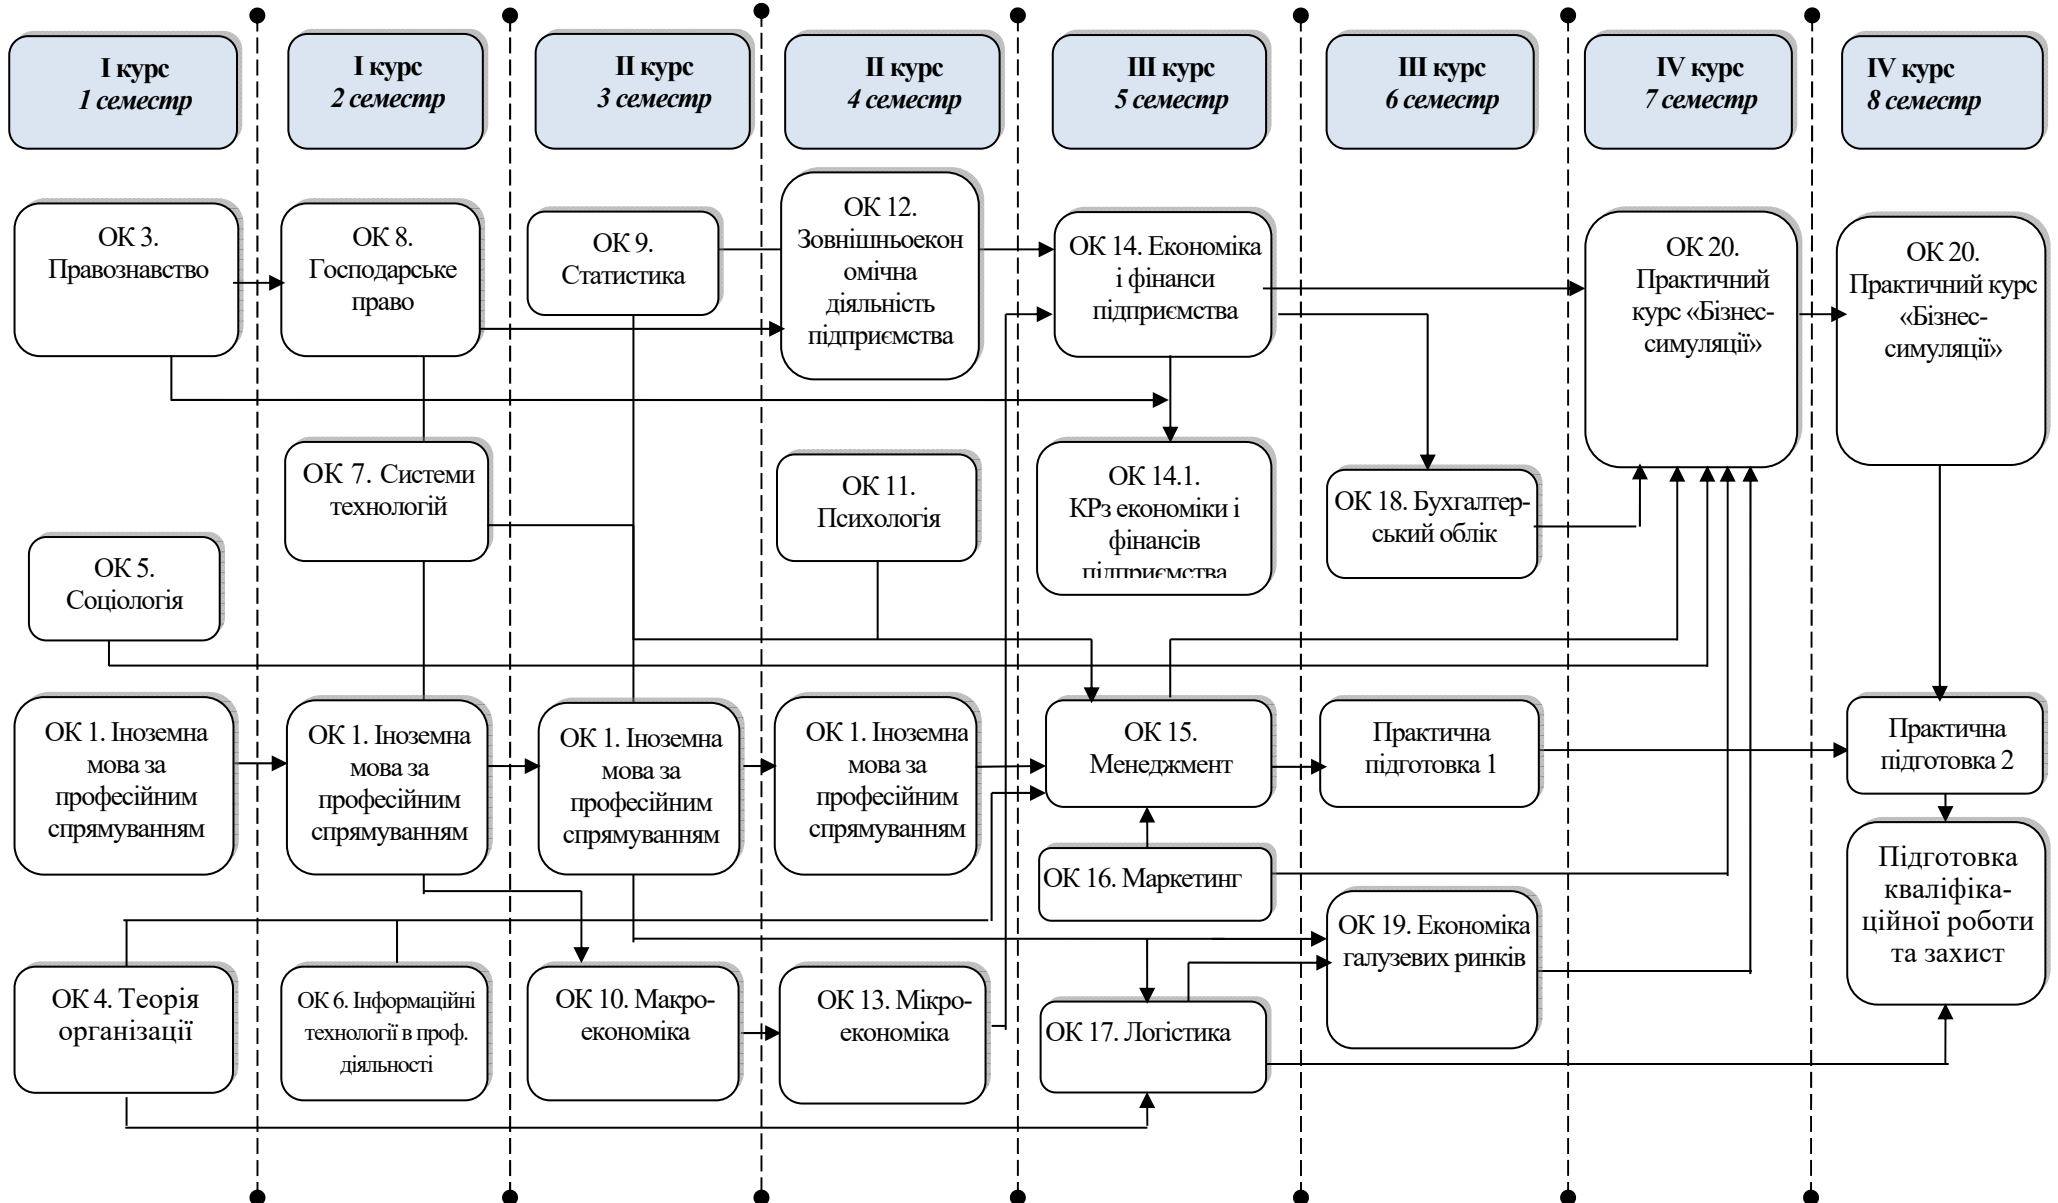 I курс
1 семестр
I курс
2 семестр
II курс
3 семестр
II курс
4 семестр
III курс
5 семестр
III курс
6 семестр
IV курс
7 семестр
IV курс
8 семестр
ОК 3.
Правознавство
ОК 8.
Господарське
право
ОК 9.
Статистика
ОК 12.
Зовнішньоекон
омічна
діяльність
підприємства
ОК 14. Економіка
і фінанси
підприємства
ОК 20.
Практичний
курс «Бізнес-
симуляції»
ОК 20.
Практичний курс
«Бізнес-
симуляції»
ОК 7. Системи
технологій
ОК 11.
Психологія
ОК 14.1.
КРз економіки і
фінансів
підприємства
ОК 18. Бухгалтер-
ський облік
ОК 5.
Соціологія
ОК 1. Іноземна
мова за
професійним
спрямуванням
ОК 1. Іноземна
мова за
професійним
спрямуванням
ОК 1. Іноземна
мова за
професійним
спрямуванням
ОК 1. Іноземна
мова за
професійним
спрямуванням
ОК 15.
Менеджмент
Практична
підготовка 1
Практична
підготовка 2
ОК 16. Маркетинг
ОК 19. Економіка
галузевих ринків
Підготовка
кваліфіка-
ційної роботи
та захист
ОК 4. Теорія
організації
ОК 6. Інформаційні
технології в проф.
діяльності
ОК 10. Макро-
економіка
ОК 13. Мікро-
економіка
ОК 17. Логістика